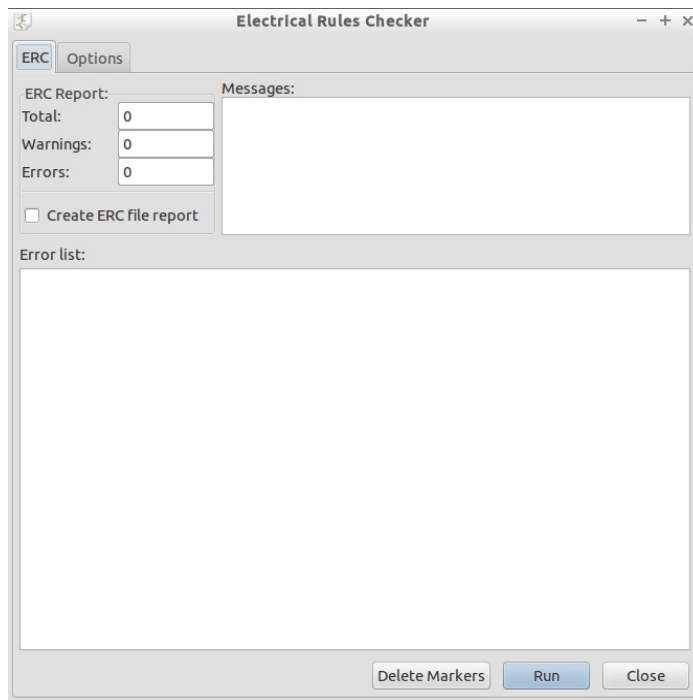 Electrical Rules Checker
ERC Options
ERC Report:
Total: 0
Warnings: 0
Errors: 0
Create ERC file report
Messages:
Error list:
Delete Markers Run Close